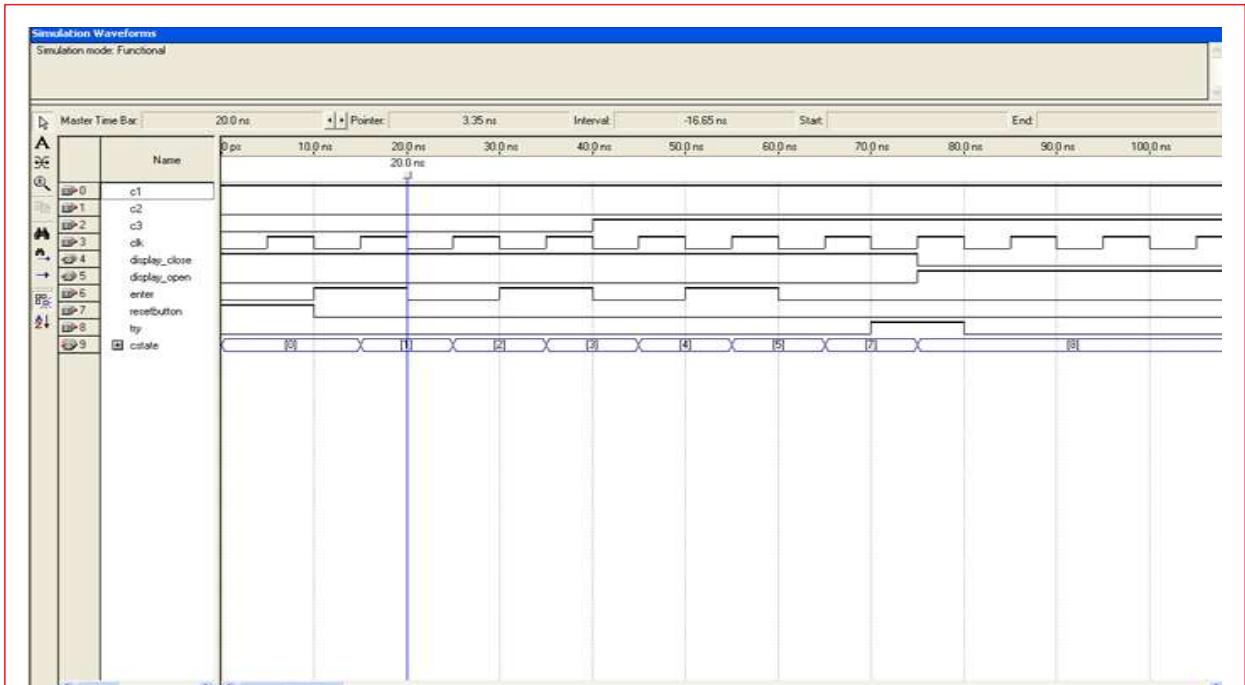 Simulation Waveforms
Simulation mode: Functional
Master Time Bar: 20.0 ns Pointer: 3.35 ns Interval: -16.65 ns Start: End:
Name
0 ps 10.0 ns 20.0 ns 30.0 ns 40.0 ns 50.0 ns 60.0 ns 70.0 ns 80.0 ns 90.0 ns 100.0 ns
20.0 ns
0 c1
1 c2
2 c3
3 clk
4 display_close
5 display_open
6 enter
7 resetbutton
8 try
9 cstate [0] [1] [2] [3] [4] [5] [7] [8]